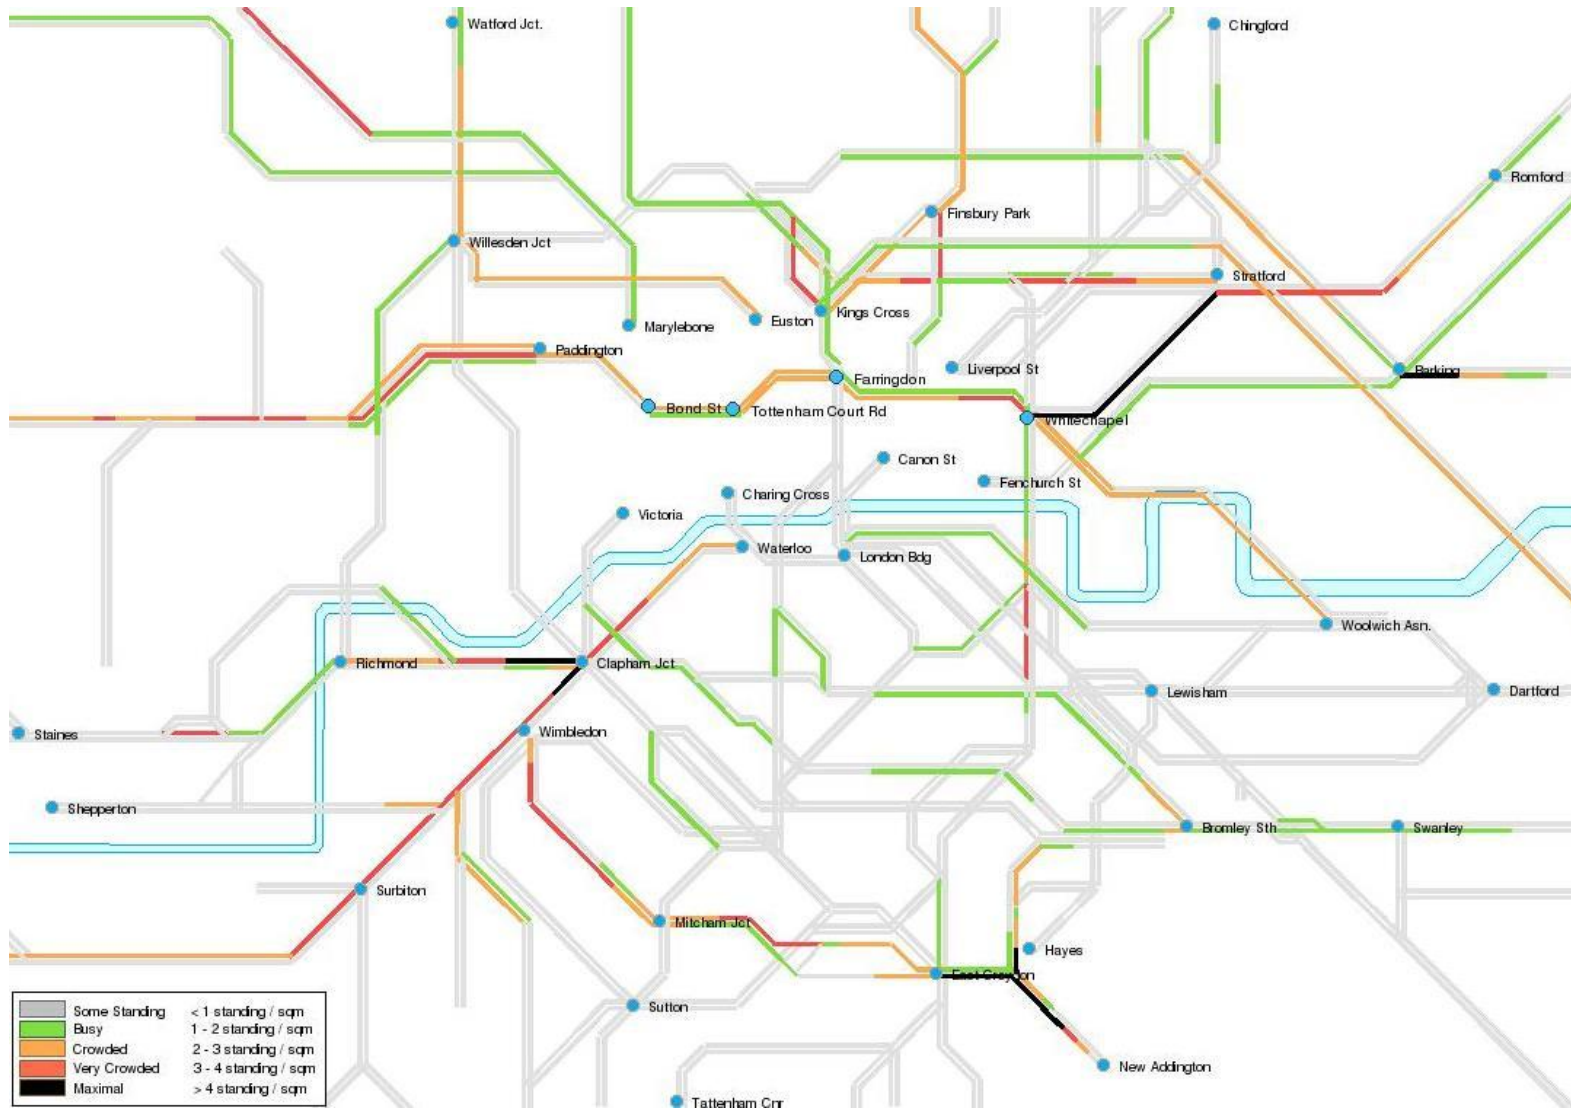 Watford Jct.
Chingford
Romford
Finsbury Park
Willesden Jct
Stratford
Kings Cross
Euston
Marylebone
Paddington
Liverpool St
Barking
Farringdon
Bond St
Tottenham Court Rd
Whitechapel
Canon St
Fenchurch St
Charing Cross
Victoria
Waterloo
London Bdg
Woolwich Asn.
Richmond
Clapham Jct
Lewisham
Dartford
Staines
Wimbledon
Shepperton
Bromley Sth
Swanley
Surbiton
Mitcham Jct
Hayes
East Croydon
Sutton
New Addington
Tattenham Cnr
Some Standing < 1 standing / sqm
Busy 1 - 2 standing / sqm
Crowded 2 - 3 standing / sqm
Very Crowded 3 - 4 standing / sqm
Maximal > 4 standing / sqm